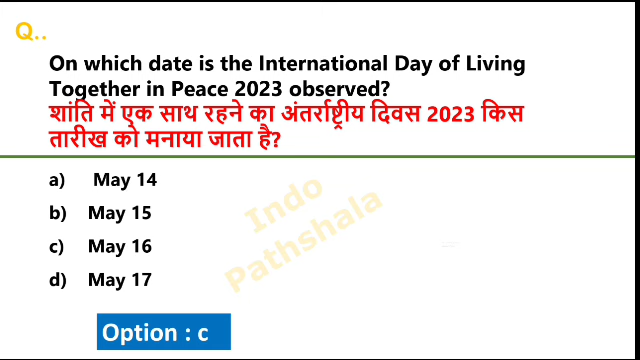 Q..
On which date is the International Day of Living
Together in Peace 2023 observed?
शांति में एक साथ रहने का अंतर्राष्ट्रीय दिवस 2023 किस
तारीख को मनाया जाता है?
a) May 14
b) May 15
c) May 16
d) May 17
Indo
Pathshala
Option : c